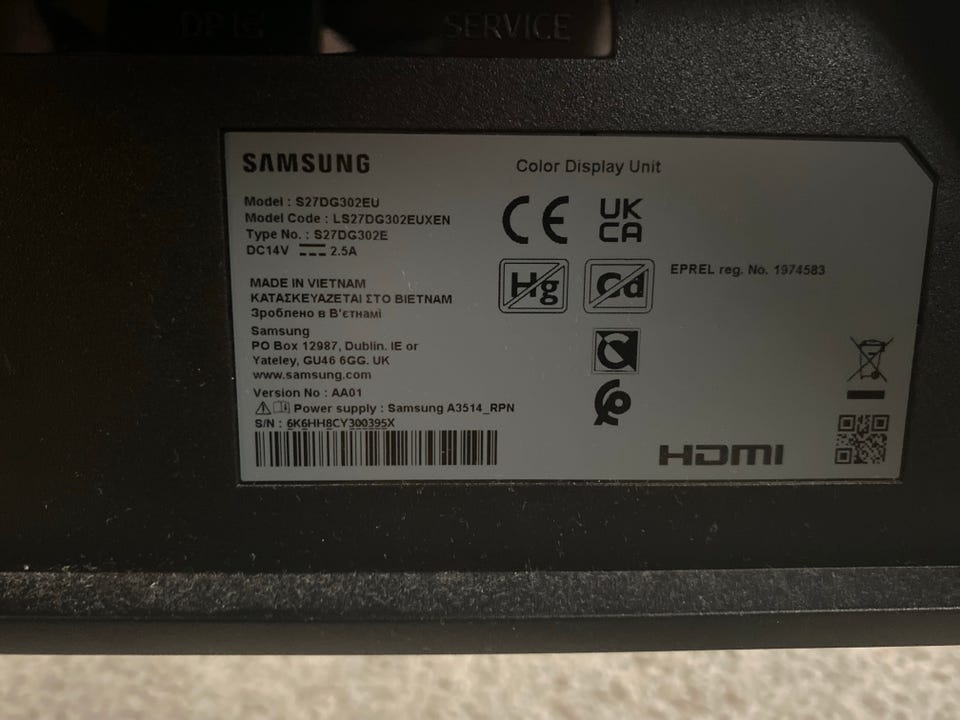 DP IN
SERVICE
SAMSUNG
Color Display Unit
Model : S27DG302EU
Model Code : LS27DG302EUXEN
Type No. : S27DG302E
DC14V 2.5A
CE
UK
CA
Hg
Cd
EPREL reg. No. 1974583
MADE IN VIETNAM
ΚΑΤΑΣΚΕΥΑΖΕΤΑΙ ΣΤΟ ΒΙΕΤΝΑΜ
Зроблено в В'єтнамі
Samsung
PO Box 12987, Dublin. IE or
Yateley, GU46 6GG. UK
www.samsung.com
Version No : AA01
Power supply : Samsung A3514_RPN
S/N : 6K6HH8CY300395X
HDMI